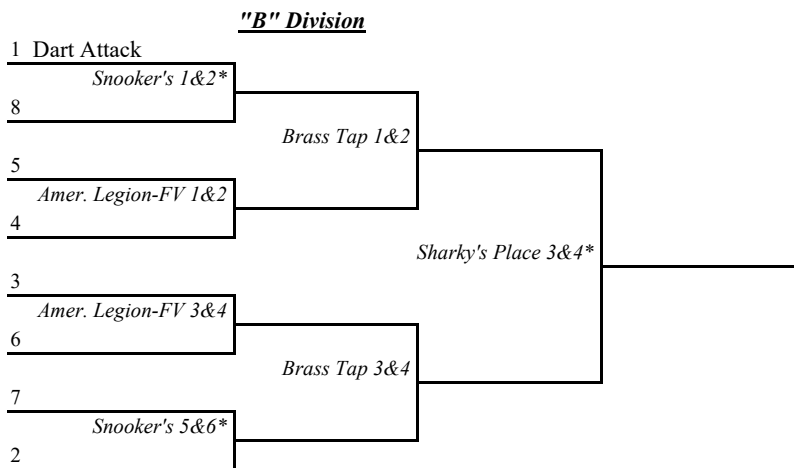 "B" Division
1 Dart Attack
Snooker's 1&2*
8
Brass Tap 1&2
5
Amer. Legion-FV 1&2
4
Sharky's Place 3&4*
3
Amer. Legion-FV 3&4
6
Brass Tap 3&4
7
Snooker's 5&6*
2